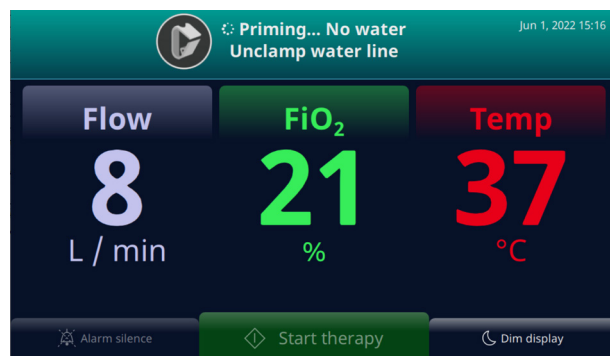 Priming... No water
Unclamp water line
Jun 1, 2022 15:16
Flow
FiO₂
Temp
8
21
37
L / min
%
°C
Alarm silence
Start therapy
Dim display